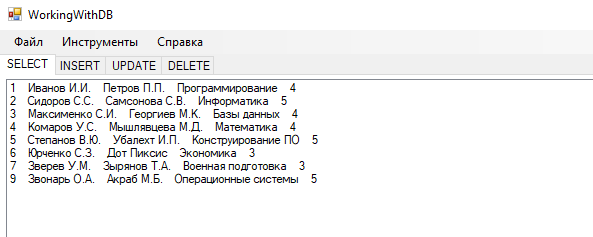 WorkingWithDB
Файл Инструменты Справка
SELECT INSERT UPDATE DELETE
1 Иванов И.И. Петров П.П. Программирование 4
2 Сидоров С.С. Самсонова С.В. Информатика 5
3 Максименко С.И. Георгиев М.К. Базы данных 4
4 Комаров У.С. Мышлявцева М.Д. Математика 4
5 Степанов В.Ю. Убалехт И.П. Конструирование ПО 5
6 Юрченко С.З. Дот Пиксис Экономика 3
7 Зверев У.М. Зырянов Т.А. Военная подготовка 3
9 Звонарь О.А. Акраб М.Б. Операционные системы 5